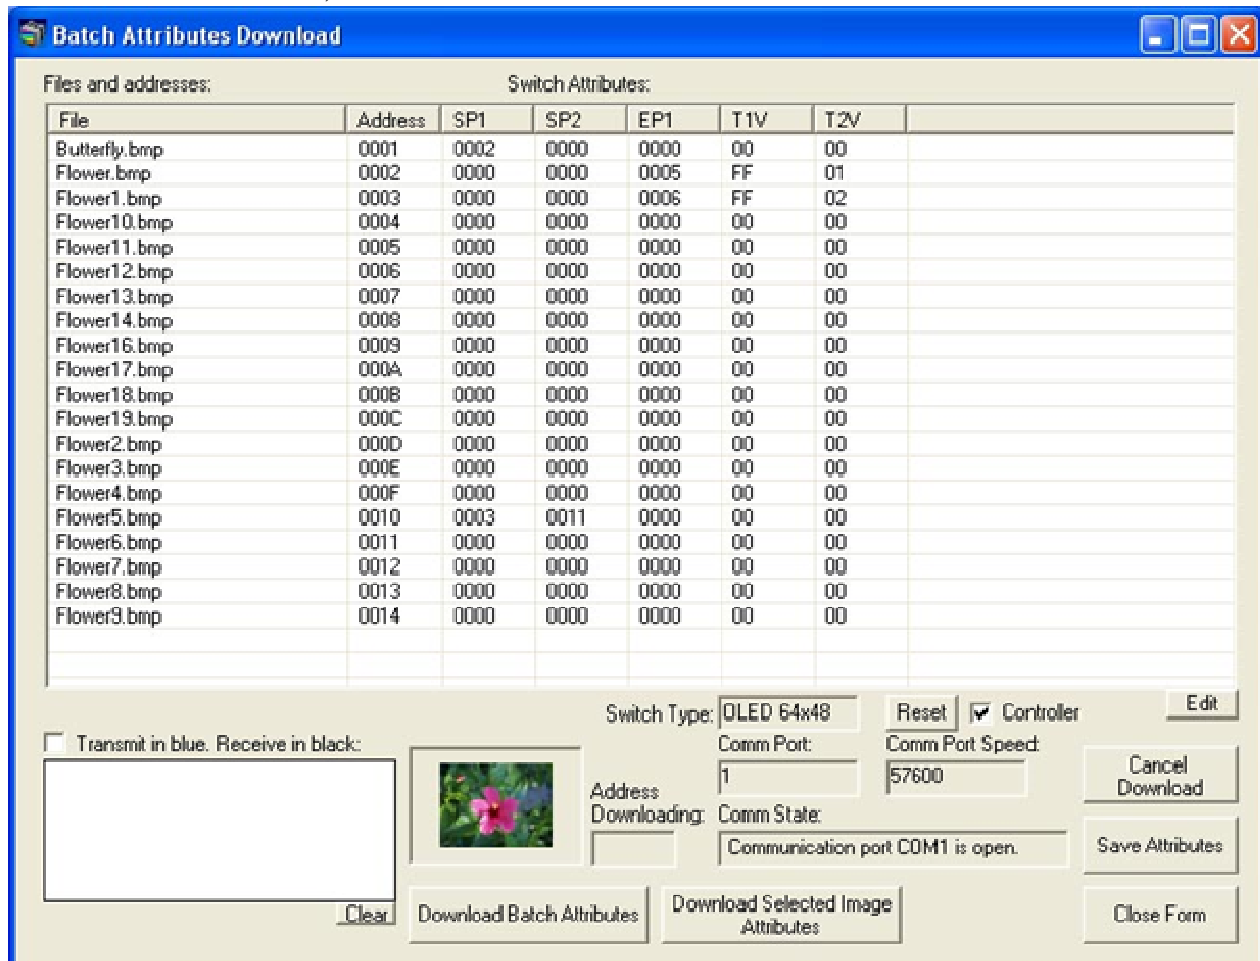 Batch Attributes Download
Files and addresses: Switch Attributes:
File Address SP1 SP2 EP1 T1V T2V
Butterfly.bmp 0001 0002 0000 0000 00 00
Flower.bmp 0002 0000 0000 0005 FF 01
Flower1.bmp 0003 0000 0000 0006 FF 02
Flower10.bmp 0004 0000 0000 0000 00 00
Flower11.bmp 0005 0000 0000 0000 00 00
Flower12.bmp 0006 0000 0000 0000 00 00
Flower13.bmp 0007 0000 0000 0000 00 00
Flower14.bmp 0008 0000 0000 0000 00 00
Flower16.bmp 0009 0000 0000 0000 00 00
Flower17.bmp 000A 0000 0000 0000 00 00
Flower18.bmp 000B 0000 0000 0000 00 00
Flower19.bmp 000C 0000 0000 0000 00 00
Flower2.bmp 000D 0000 0000 0000 00 00
Flower3.bmp 000E 0000 0000 0000 00 00
Flower4.bmp 000F 0000 0000 0000 00 00
Flower5.bmp 0010 0003 0011 0000 00 00
Flower6.bmp 0011 0000 0000 0000 00 00
Flower7.bmp 0012 0000 0000 0000 00 00
Flower8.bmp 0013 0000 0000 0000 00 00
Flower9.bmp 0014 0000 0000 0000 00 00
Switch Type: OLED 64x48 Reset Controller Edit
Transmit in blue. Receive in black:
Comm Port: Comm Port Speed:
1 57600
Cancel
Download
Address
Downloading:
Comm State:
Communication port COM1 is open.
Save Attributes
Clear
Download Batch Attributes
Download Selected Image
Attributes
Close Form